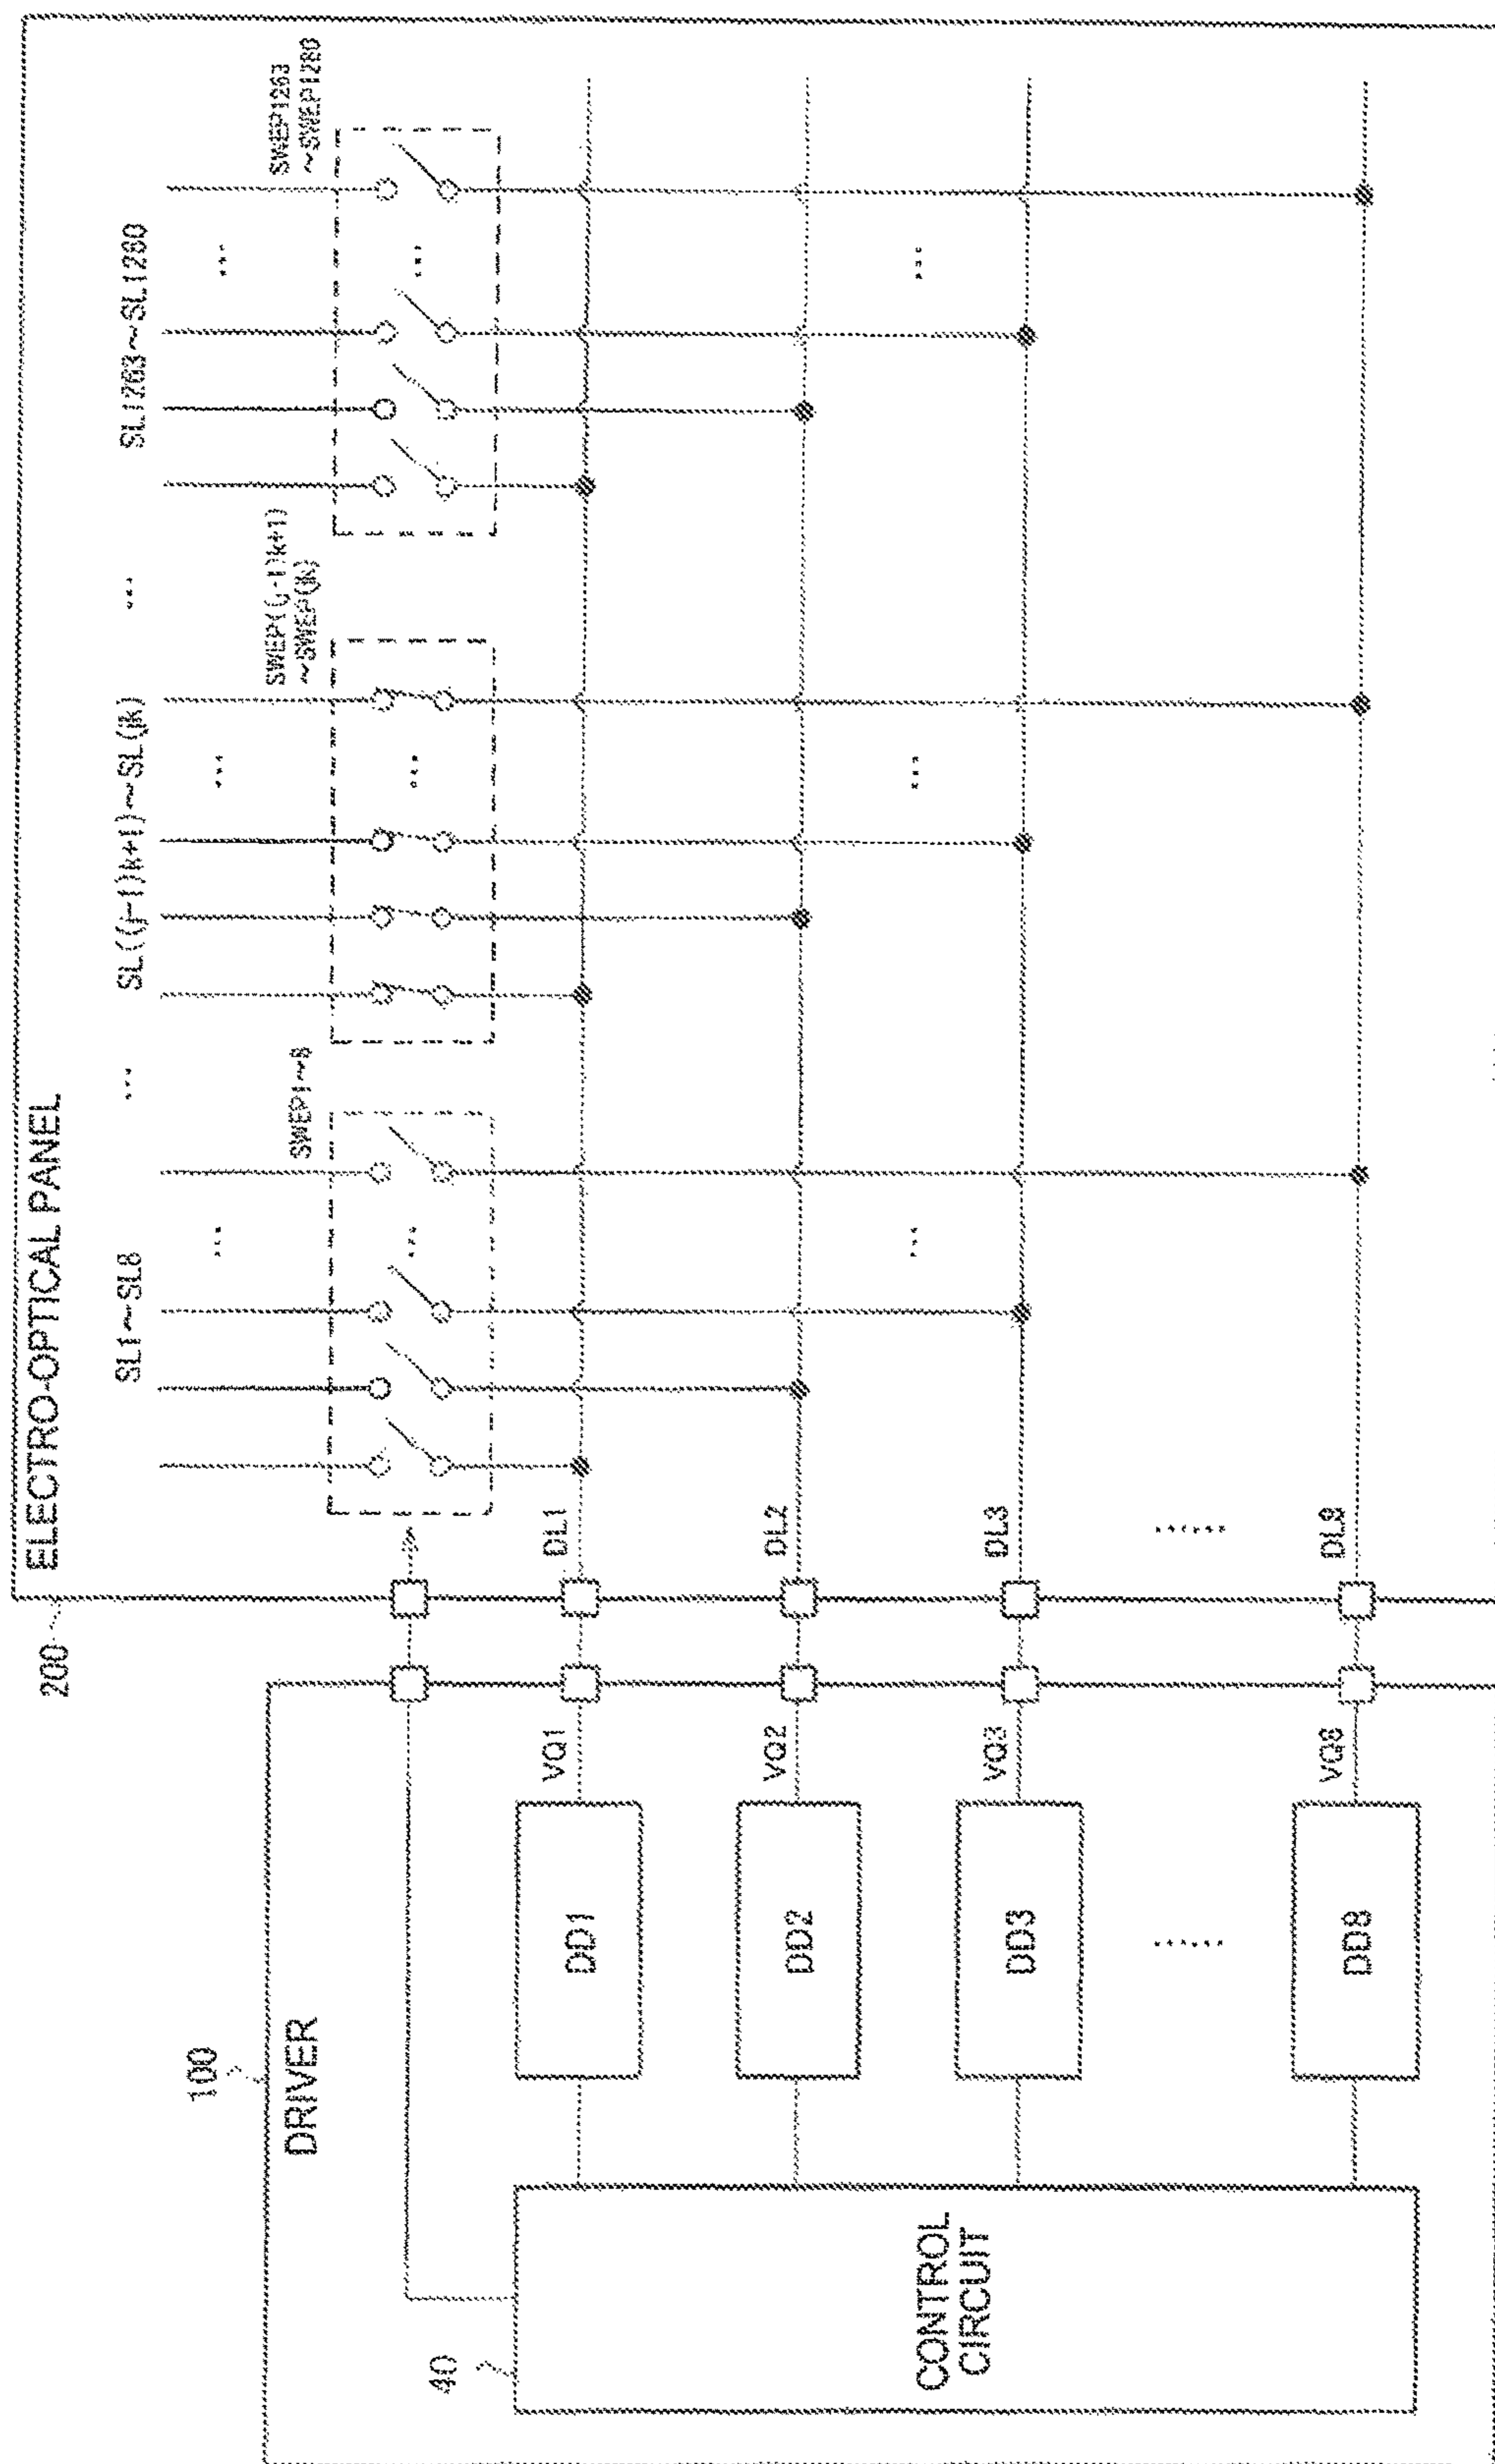 ELECTRO-OPTICAL PANEL
200
SL1~SL8
...
SL((j-1)k+1)~SL(jk)
...
SL1263~SL1280
SWEP1~8
SWEP((j-1)k+1)
~SWEP(jk)
SWEP1263
~SWEP1280
100
DRIVER
40
CONTROL
CIRCUIT
DD1
VQ1
DL1
DD2
VQ2
DL2
DD3
VQ3
DL3
DD8
VQ8
DL8